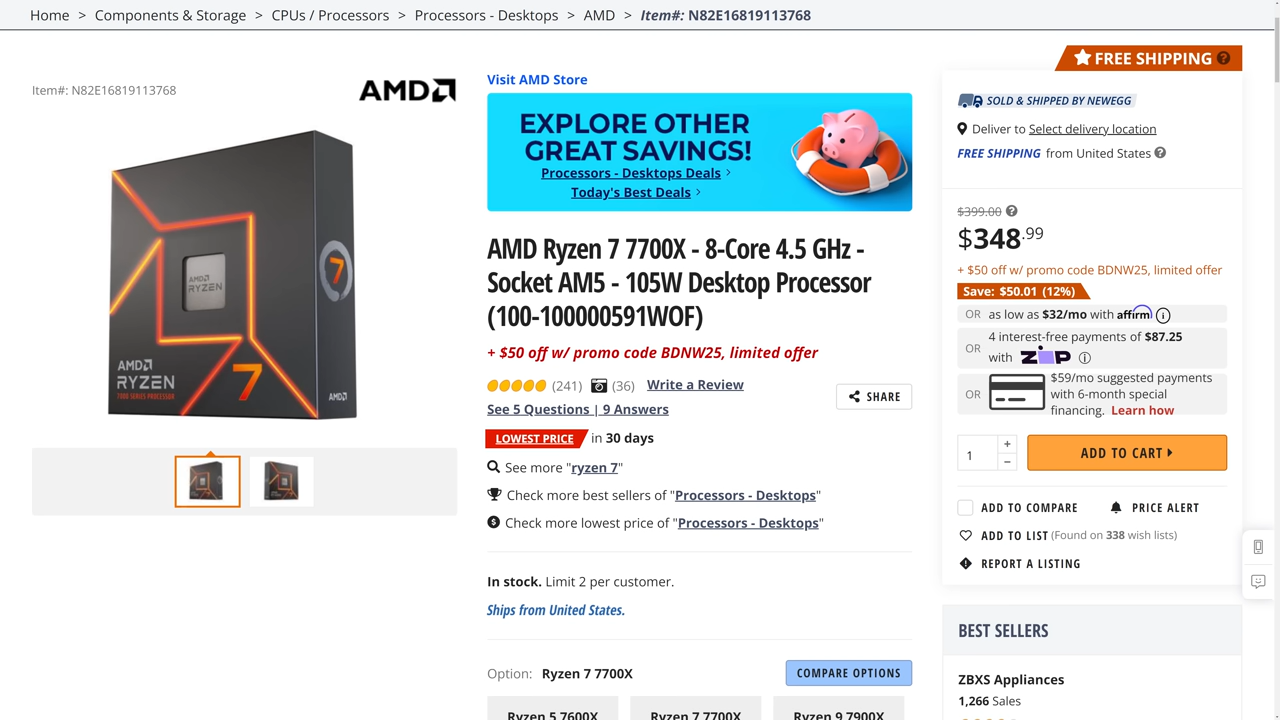 Home > Components & Storage > CPUs / Processors > Processors - Desktops > AMD > Item#: N82E16819113768
Item#: N82E16819113768
AMD
AMD
RYZEN
AMD
RYZEN
7000 SERIES PROCESSOR
7
7
AMD
Visit AMD Store
EXPLORE OTHER
GREAT SAVINGS!
Processors - Desktops Deals
Today's Best Deals
AMD Ryzen 7 7700X - 8-Core 4.5 GHz -
Socket AM5 - 105W Desktop Processor
(100-100000591WOF)
+ $50 off w/ promo code BDNW25, limited offer
(241) (36) Write a Review
See 5 Questions | 9 Answers
SHARE
LOWEST PRICE in 30 days
See more "ryzen 7"
Check more best sellers of "Processors - Desktops"
Check more lowest price of "Processors - Desktops"
In stock. Limit 2 per customer.
Ships from United States.
Option: Ryzen 7 7700X
COMPARE OPTIONS
Ryzen 5 7600X Ryzen 7 7700X Ryzen 9 7900X
FREE SHIPPING ?
SOLD & SHIPPED BY NEWEGG
Deliver to Select delivery location
FREE SHIPPING from United States ?
$399.00 ?
$348.99
+ $50 off w/ promo code BDNW25, limited offer
Save: $50.01 (12%)
OR as low as $32/mo with affirm
OR 4 interest-free payments of $87.25
with ZIP
OR $59/mo suggested payments
with 6-month special
financing. Learn how
1 + −
ADD TO CART
ADD TO COMPARE PRICE ALERT
ADD TO LIST (Found on 338 wish lists)
REPORT A LISTING
BEST SELLERS
ZBXS Appliances
1,266 Sales